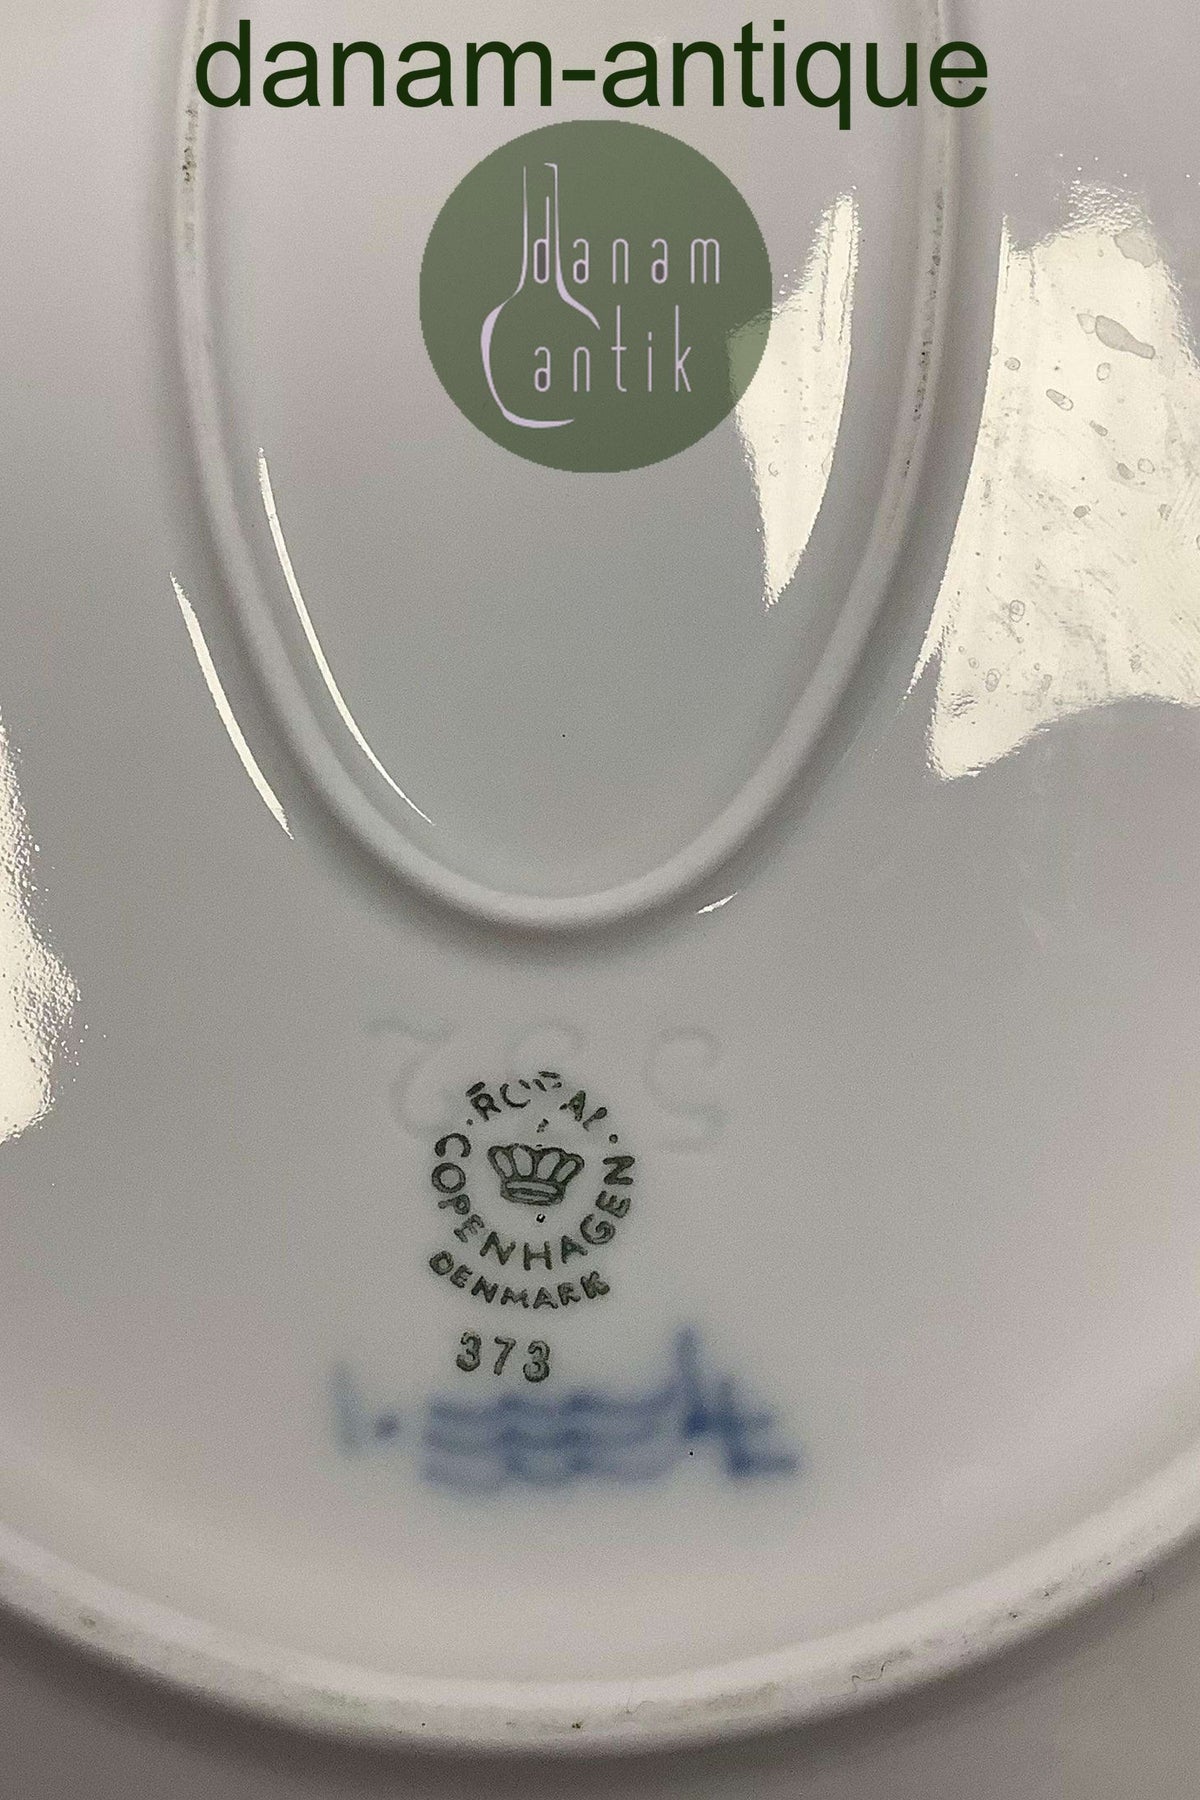 danam-antique
danam
antik
ROYAL
COPENHAGEN
DENMARK
373